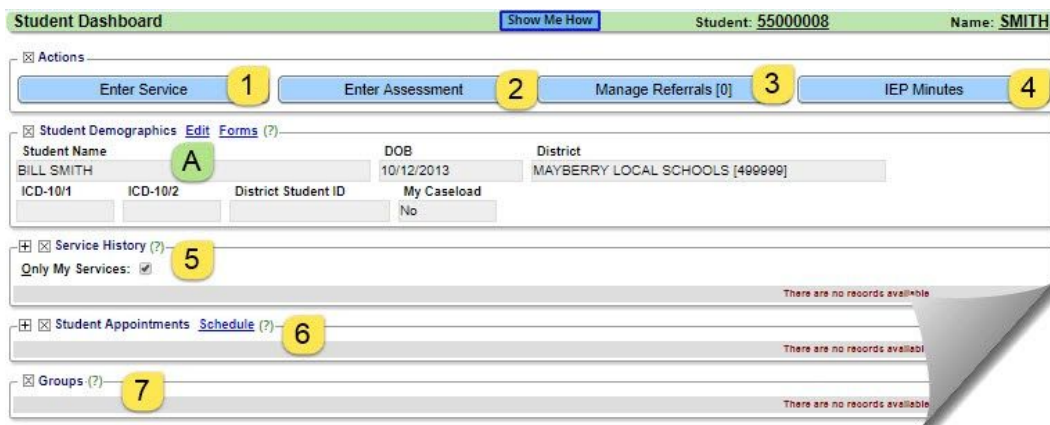 Student Dashboard Show Me How Student: 55000008 Name: SMITH
Actions
Enter Service 1 Enter Assessment 2 Manage Referrals [0] 3 IEP Minutes 4
Student Demographics Edit Forms (?)
A
Student Name DOB District
BILL SMITH 10/12/2013 MAYBERRY LOCAL SCHOOLS [499999]
ICD-10/1 ICD-10/2 District Student ID My Caseload
No
Service History (?)
5
Only My Services:
There are no records available
Student Appointments Schedule (?)
6
There are no records availabl
Groups (?)
7
There are no records available